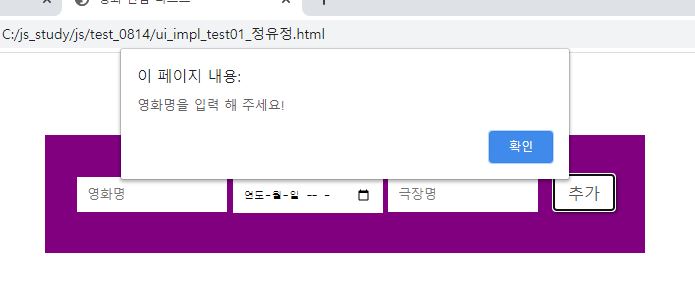 C:/js_study/js/test_0814/ui_impl_test01_정유정.html
이 페이지 내용:
영화명을 입력 해 주세요!
확인
영화명
연도-월-일 -- -
극장명
추가